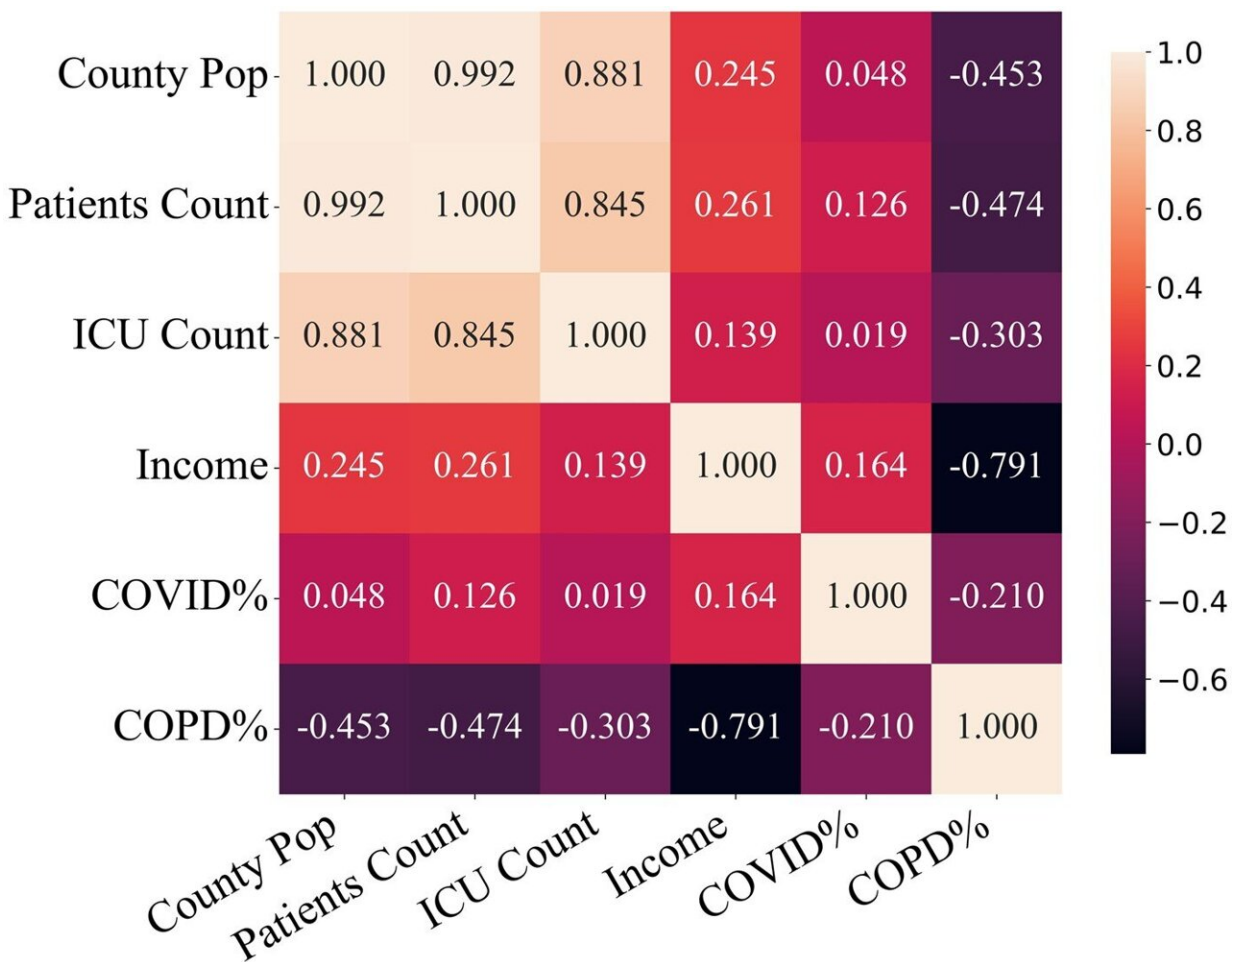 County Pop 1.000 0.992 0.881 0.245 0.048 -0.453
Patients Count 0.992 1.000 0.845 0.261 0.126 -0.474
ICU Count 0.881 0.845 1.000 0.139 0.019 -0.303
Income 0.245 0.261 0.139 1.000 0.164 -0.791
COVID% 0.048 0.126 0.019 0.164 1.000 -0.210
COPD% -0.453 -0.474 -0.303 -0.791 -0.210 1.000
County Pop
Patients Count
ICU Count
Income
COVID%
COPD%
1.0
0.8
0.6
0.4
0.2
0.0
−0.2
−0.4
−0.6